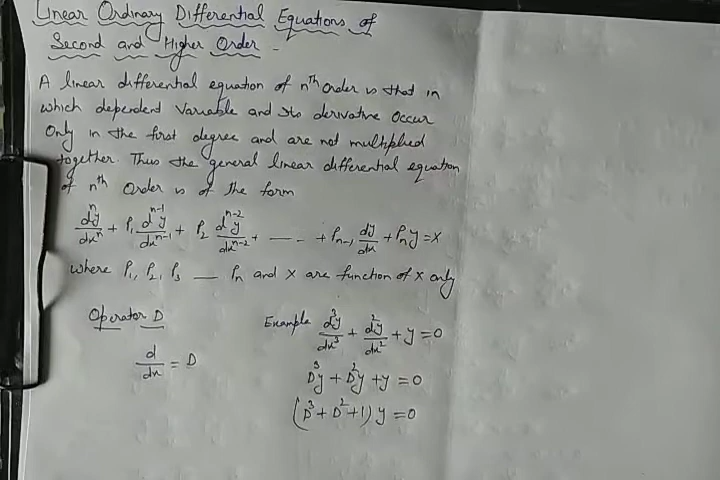 Linear Ordinary Differential Equations of
Second and Higher Order -
A linear differential equation of nth order is that in
which dependent variable and its derivative occur
Only in the first degree and are not multiplied
together. Thus the general linear differential equation
of nth Order is of the form
dⁿy/dxⁿ + P₁ dⁿ⁻¹y/dxⁿ⁻¹ + P₂ dⁿ⁻²y/dxⁿ⁻² + — - - + Pₙ₋₁ dy/dx + Pₙy = X
where P₁, P₂, P₃ — Pₙ and X are function of x only
Operator D
d/dx = D
Example d³y/dx³ + d²y/dx² + y = 0
D³y + D²y + y = 0
(D³ + D² + 1) y = 0